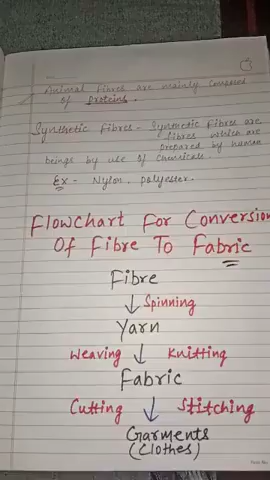 Animal Fibres are mainly composed
of proteins.
Synthetic Fibres - Synthetic Fibres are
fibres which are
prepared by human
beings by use of chemicals.
Ex - Nylon, polyester.
Flowchart For Conversion
Of Fibre To Fabric
Fibre
Spinning
Yarn
Weaving Knitting
Fabric
Cutting Stitching
Garments
(Clothes)